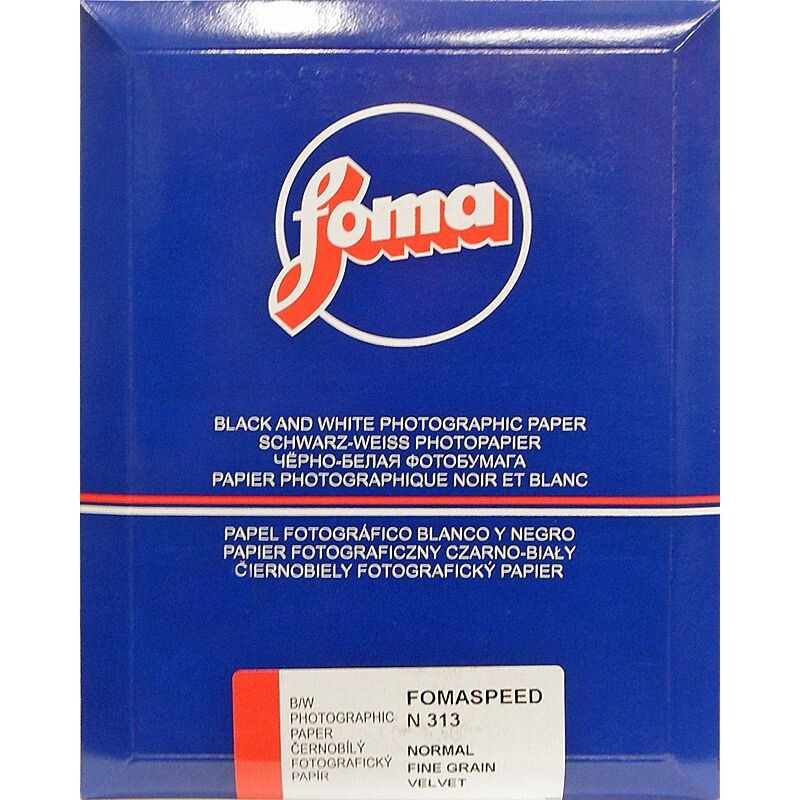 foma
BLACK AND WHITE PHOTOGRAPHIC PAPER
SCHWARZ-WEISS PHOTOPAPIER
ЧЁРНО-БЕЛАЯ ФОТОБУМАГА
PAPIER PHOTOGRAPHIQUE NOIR ET BLANC
PAPEL FOTOGRÁFICO BLANCO Y NEGRO
PAPIER FOTOGRAFICZNY CZARNO-BIAŁY
ČIERNOBIELY FOTOGRAFICKÝ PAPIER
B/W
PHOTOGRAPHIC
PAPER
ČERNOBÍLÝ
FOTOGRAFICKÝ
PAPÍR
FOMASPEED
N 313
NORMAL
FINE GRAIN
VELVET